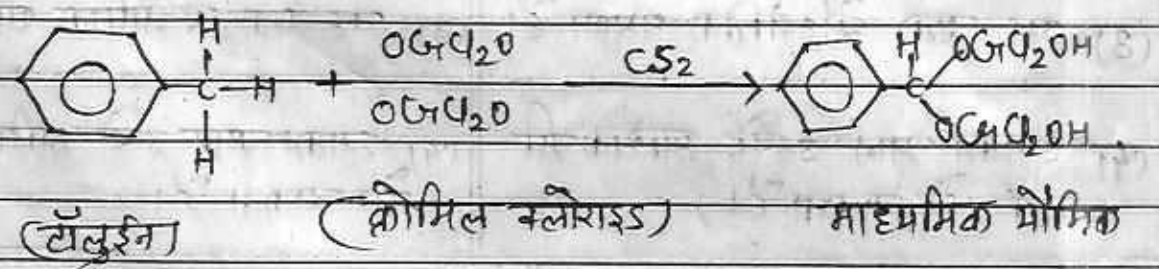 H H OCrCl₂OH
OCrCl₂O
C—H + CS₂ → C
OCrCl₂O
H OCrCl₂OH
(टॉलुईन) (क्रोमिल क्लोराइड) माध्यमिक यौगिक